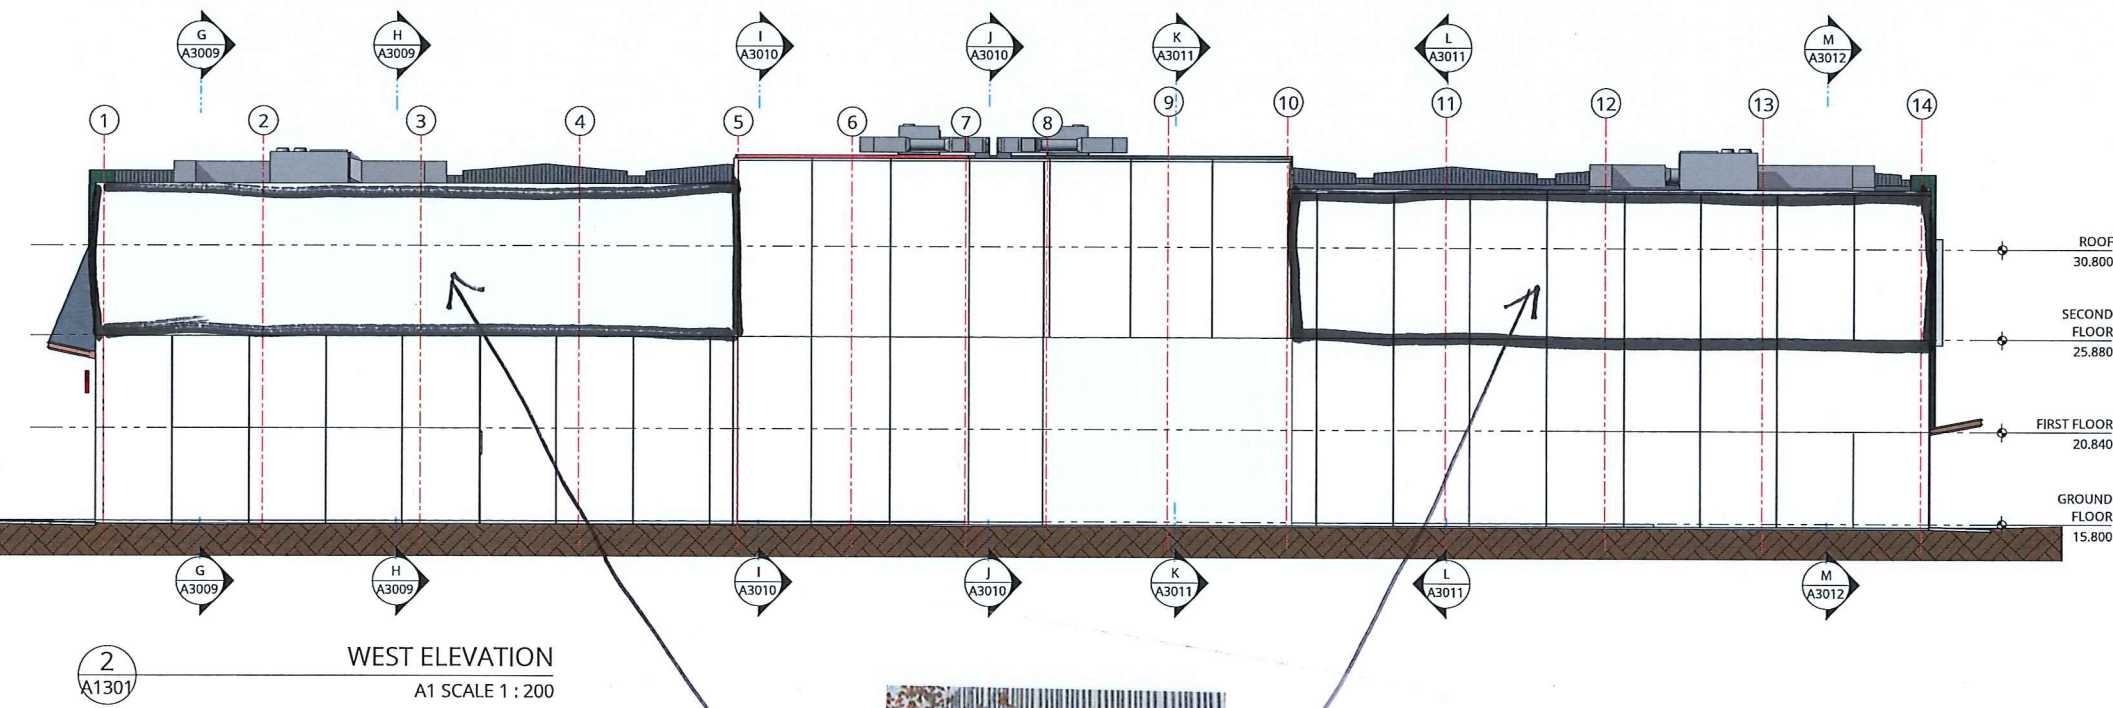 G
A3009
H
A3009
I
A3010
J
A3010
K
A3011
L
A3011
M
A3012
1
2
3
4
5
6
7
8
9
10
11
12
13
14
ROOF
30.800
SECOND
FLOOR
25.880
FIRST FLOOR
20.840
GROUND
FLOOR
15.800
G
A3009
H
A3009
I
A3010
J
A3010
K
A3011
L
A3011
M
A3012
2
A1301
WEST ELEVATION
A1 SCALE 1 : 200